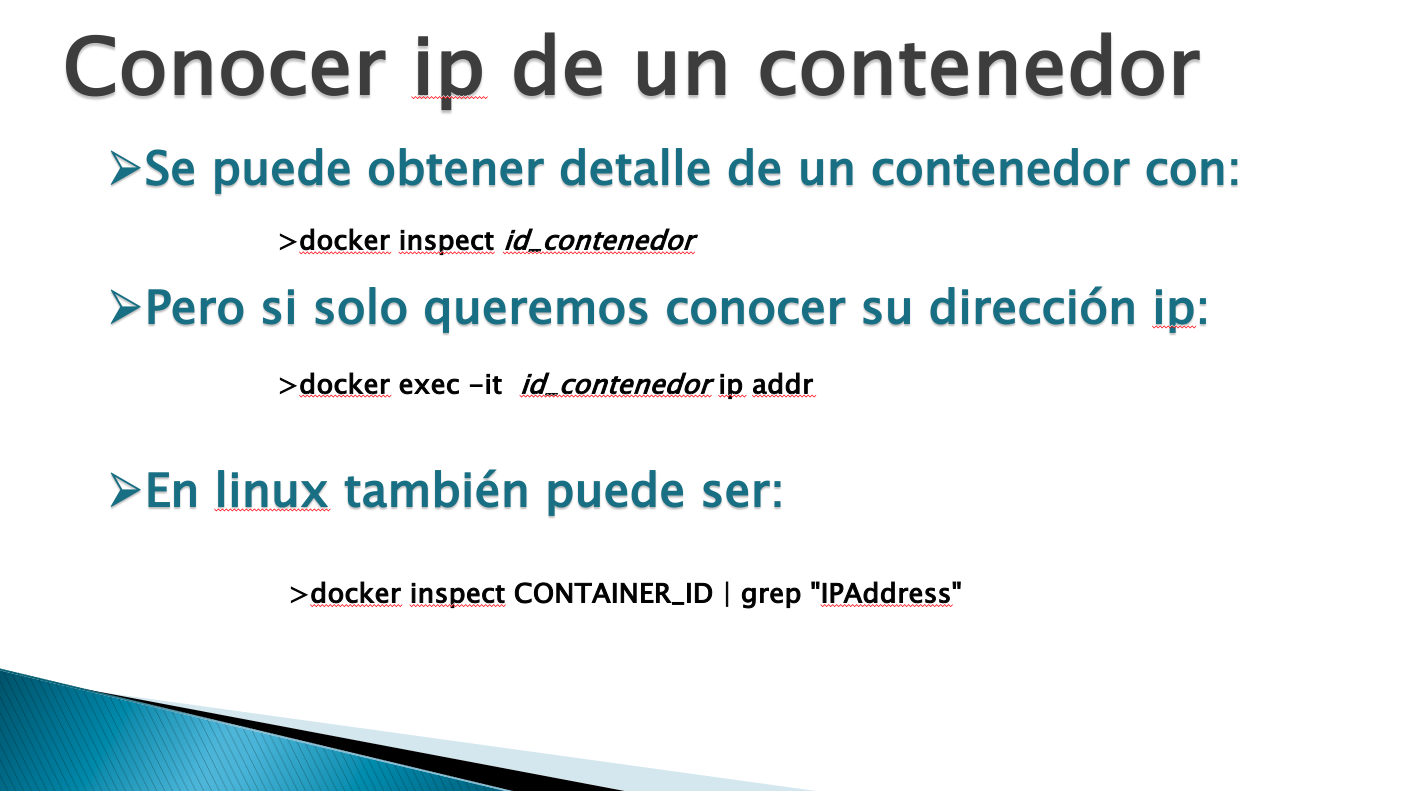 Conocer ip de un contenedor
➢Se puede obtener detalle de un contenedor con:
>docker inspect id_contenedor
➢Pero si solo queremos conocer su dirección ip:
>docker exec –it id_contenedor ip addr
➢En linux también puede ser:
>docker inspect CONTAINER_ID | grep "IPAddress"